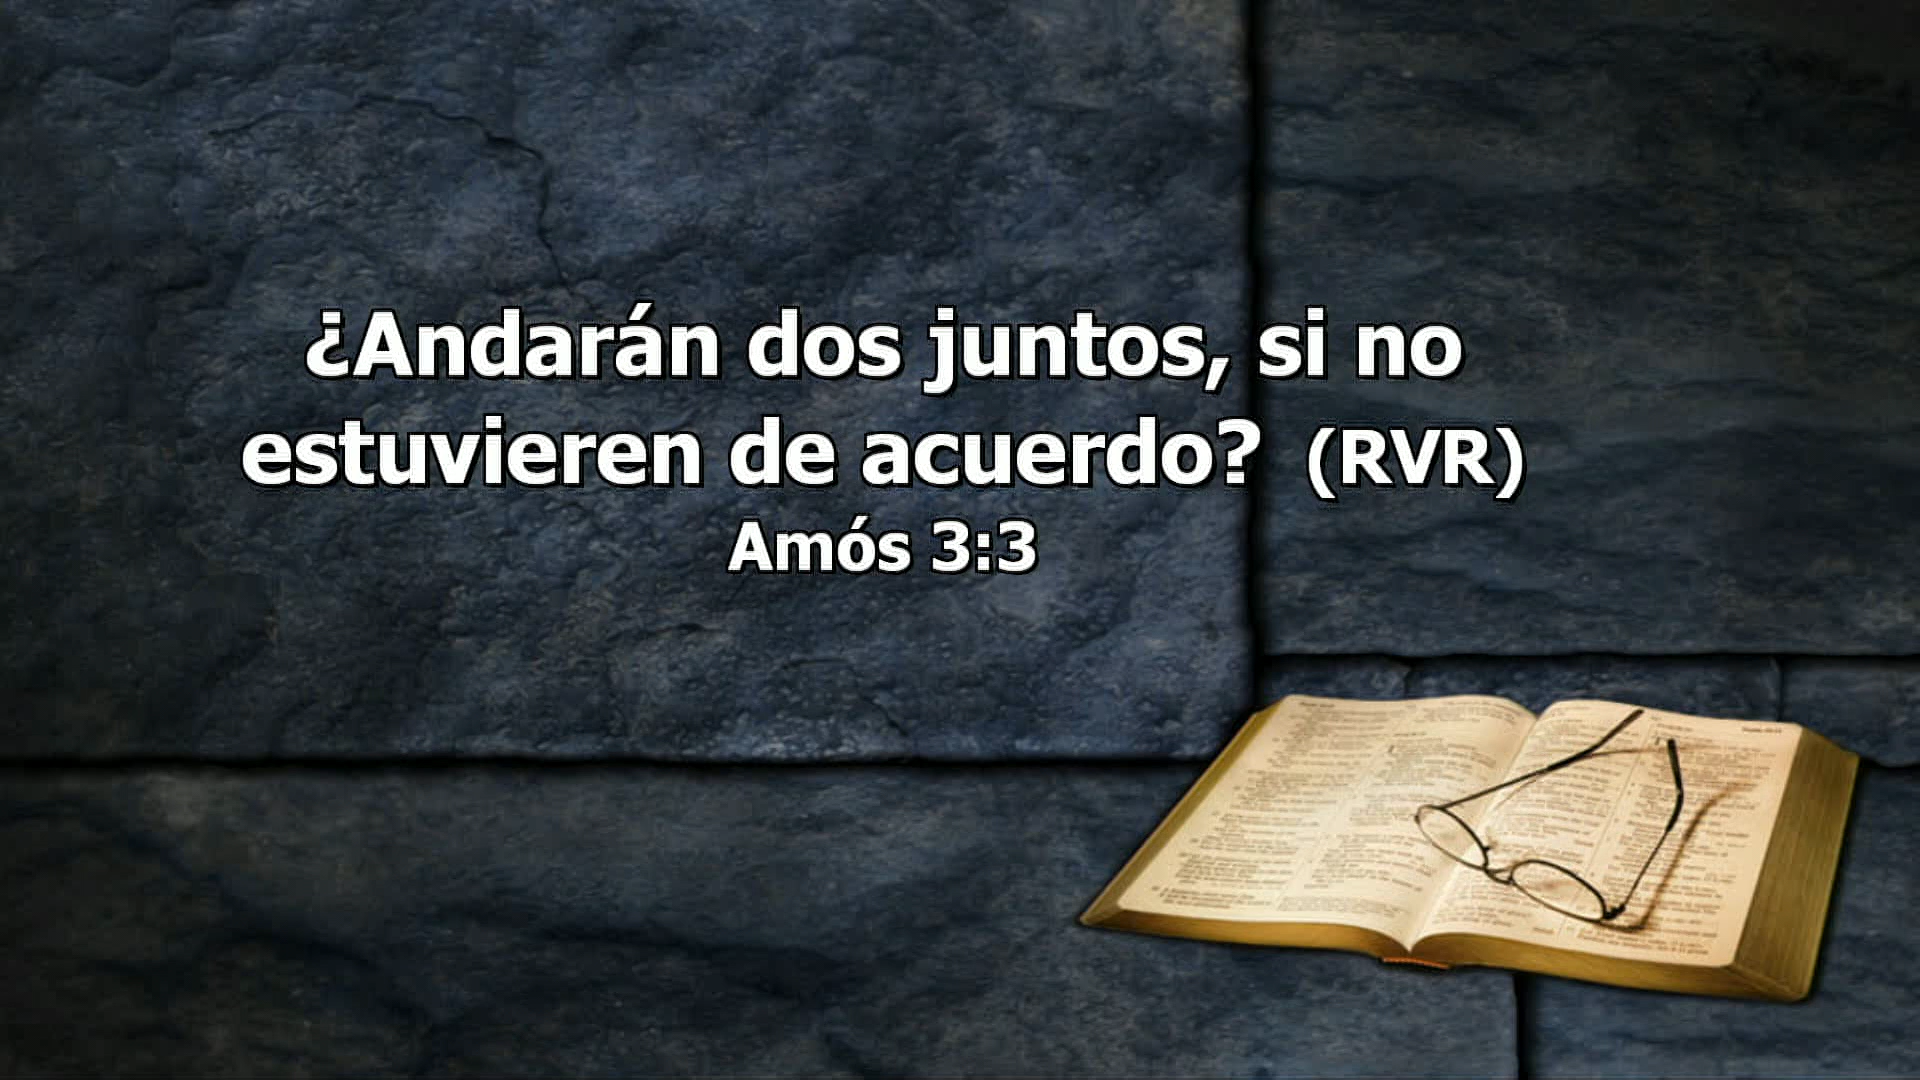 ¿Andarán dos juntos, si no
estuvieren de acuerdo? (RVR)
Amós 3:3